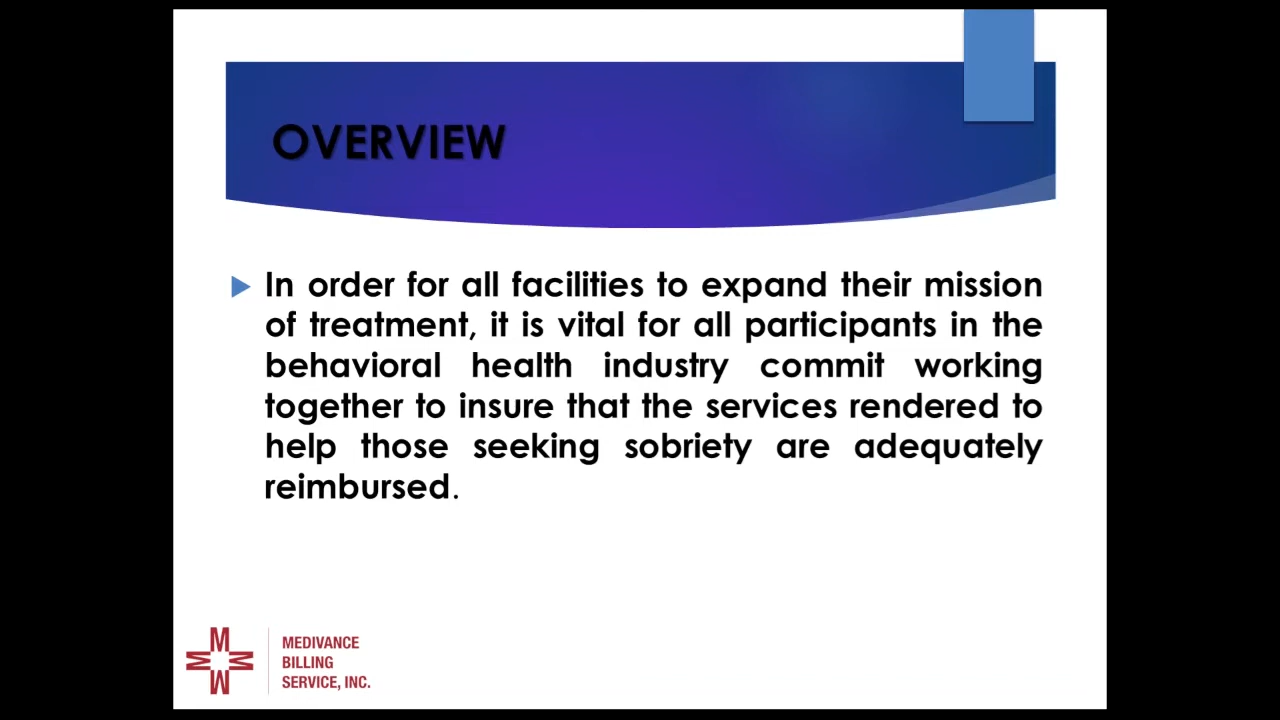 OVERVIEW
In order for all facilities to expand their mission
of treatment, it is vital for all participants in the
behavioral health industry commit working
together to insure that the services rendered to
help those seeking sobriety are adequately
reimbursed.
MEDIVANCE
BILLING
SERVICE, INC.